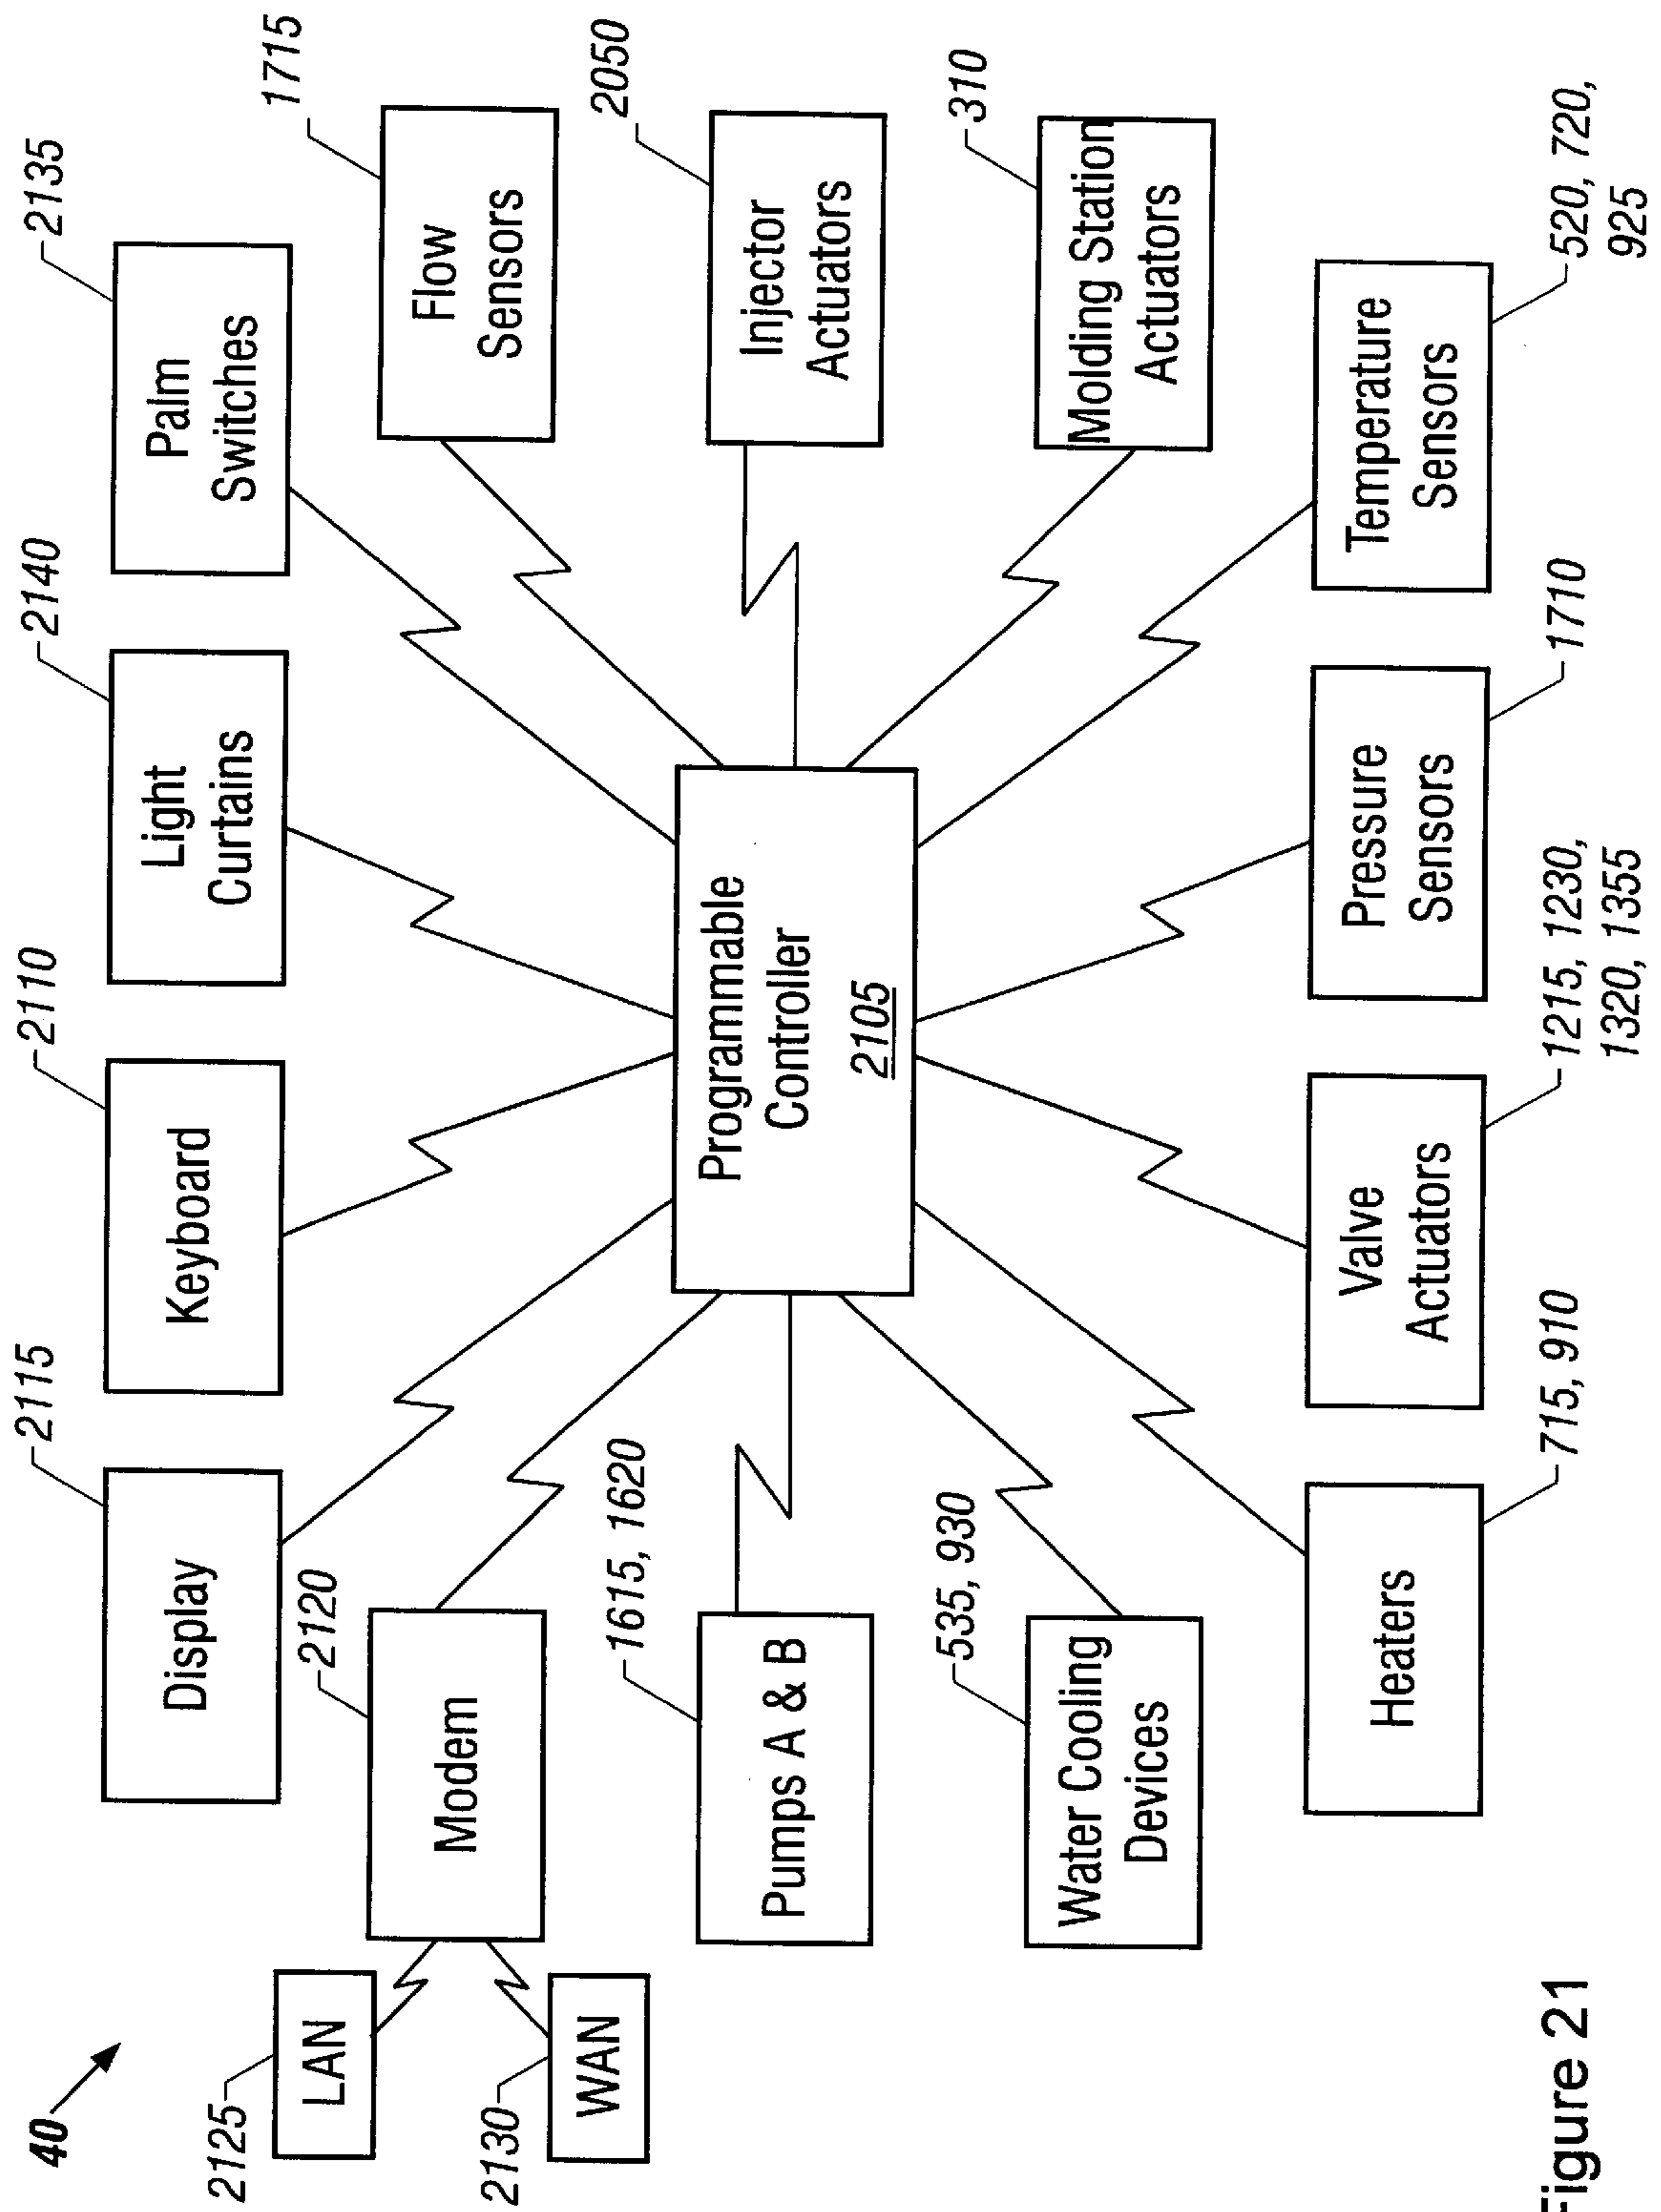 40
2115
2110
2140
2135
Display
Keyboard
Light
Curtains
Palm
Switches
2125
LAN
2120
Modem
1715
Flow
Sensors
2130
WAN
1615, 1620
Pumps A & B
Programmable
Controller
2105
2050
Injector
Actuators
535, 930
Water Cooling
Devices
310
Molding Station
Actuators
Heaters
715, 910
Valve
Actuators
1215, 1230,
1320, 1355
Pressure
Sensors
1710
Temperature
Sensors
520, 720,
925
Figure 21